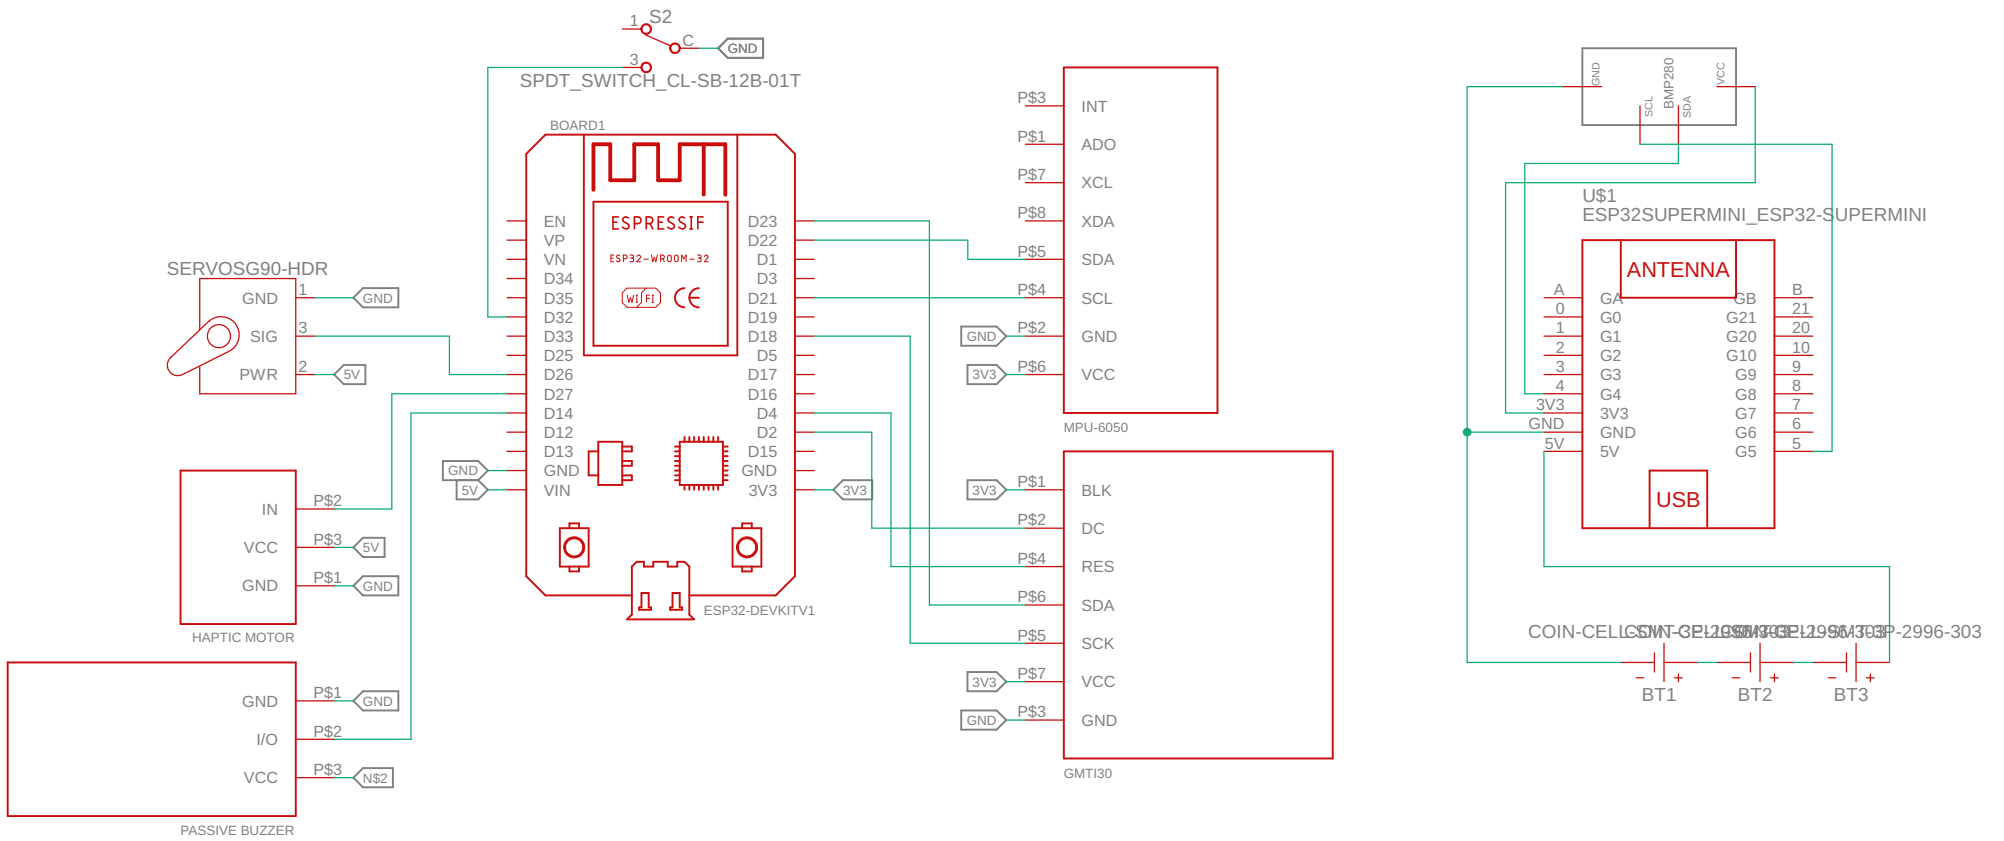 S2
1
C
GND
3
SPDT_SWITCH_CL-SB-12B-01T
BOARD1
ESPRESSIF
ESP32-WROOM-32
WIFI
CE
EN
VP
VN
D34
D35
D32
D33
D25
D26
D27
D14
D12
D13
GND
VIN
D23
D22
D1
D3
D21
D19
D18
D5
D17
D16
D4
D2
D15
GND
3V3
GND
5V
3V3
ESP32-DEVKITV1
SERVOSG90-HDR
GND 1 GND
SIG 3
PWR 2 5V
IN P$2
VCC P$3 5V
GND P$1 GND
HAPTIC MOTOR
GND P$1 GND
I/O P$2
VCC P$3 N$2
PASSIVE BUZZER
P$3 INT
P$1 ADO
P$7 XCL
P$8 XDA
P$5 SDA
P$4 SCL
GND P$2 GND
3V3 P$6 VCC
MPU-6050
3V3 P$1 BLK
P$2 DC
P$4 RES
P$6 SDA
P$5 SCK
3V3 P$7 VCC
GND P$3 GND
GMTI30
GND
SCL
BMP280
SDA
VCC
U$1
ESP32SUPERMINI_ESP32-SUPERMINI
ANTENNA
A GA GB B
0 G0 G21 21
1 G1 G20 20
2 G2 G10 10
3 G3 G9 9
4 G4 G8 8
3V3 3V3 G7 7
GND GND G6 6
5V 5V G5 5
USB
COIN-CELL
P-2996-303
- +
- +
- +
BT1
BT2
BT3